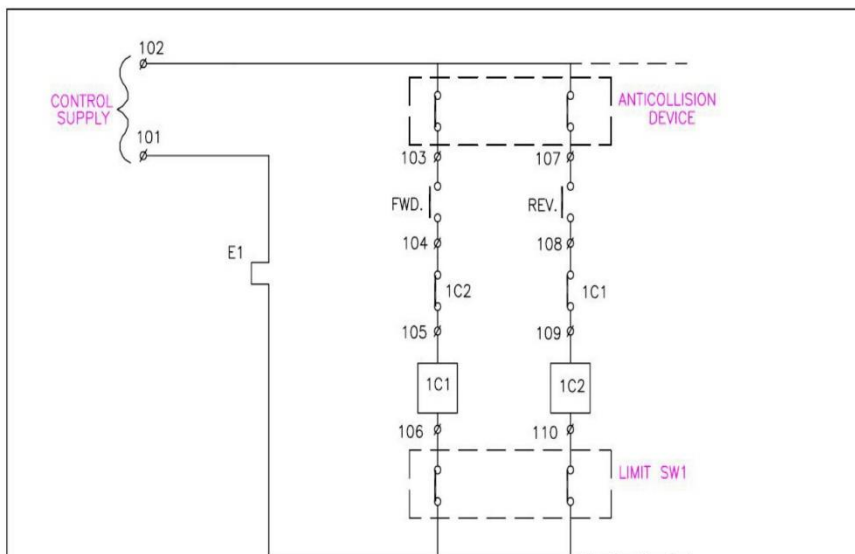 102
CONTROL
SUPPLY
101
ANTICOLLISION
DEVICE
103
107
FWD.
REV.
104
108
E1
1C2
1C1
105
109
1C1
1C2
106
110
LIMIT SW1